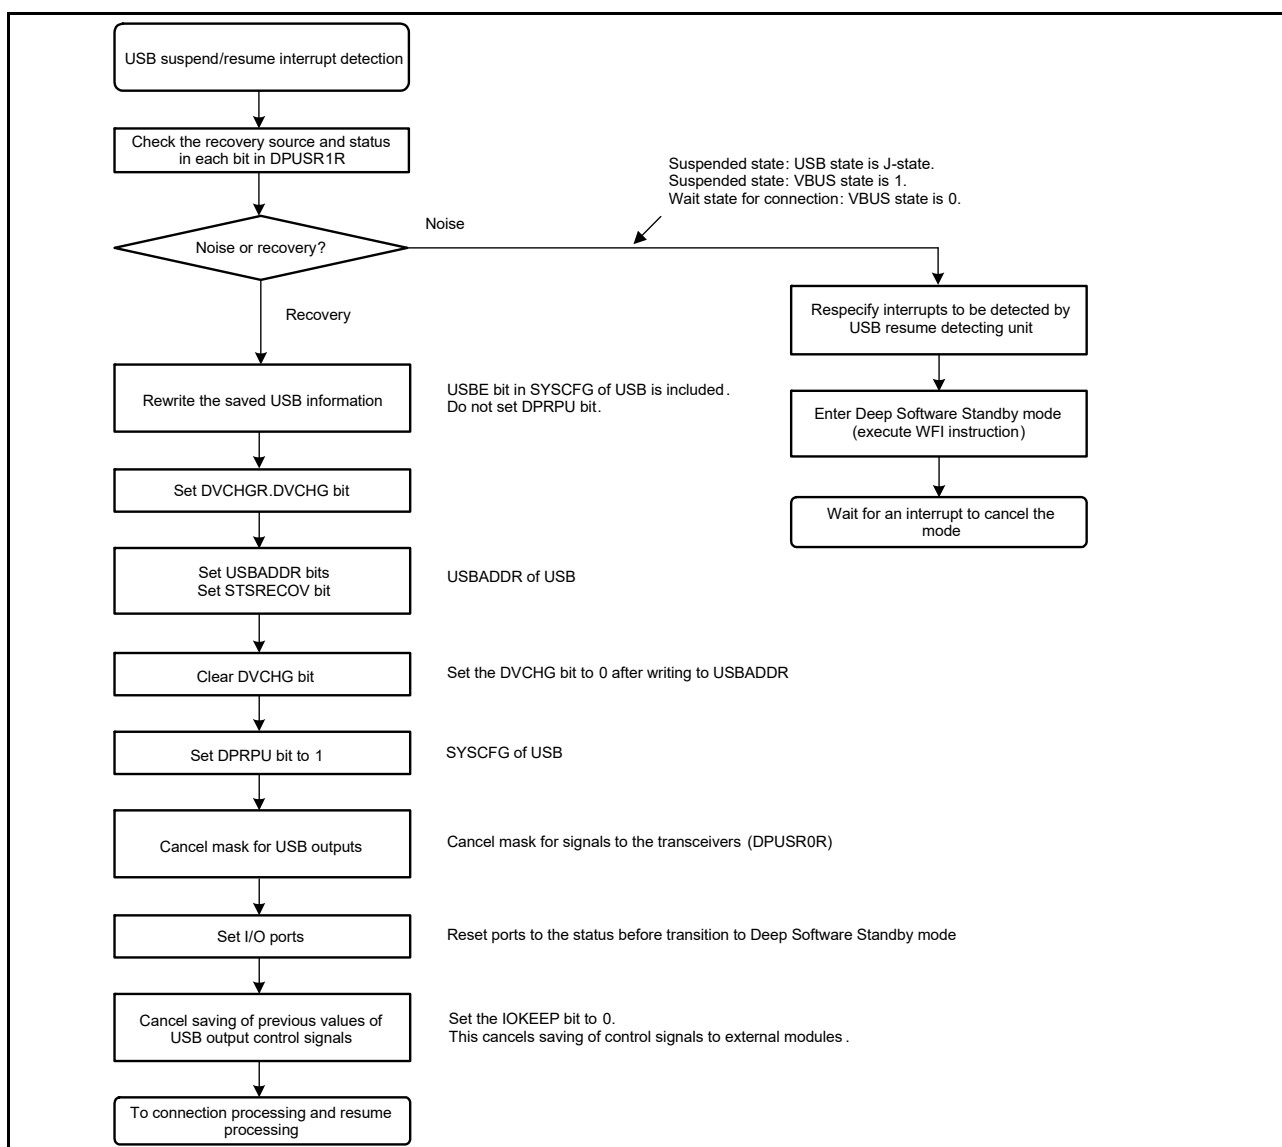 USB suspend/resume interrupt detection
Check the recovery source and status
in each bit in DPUSR1R
Suspended state: USB state is J-state.
Suspended state: VBUS state is 1.
Wait state for connection: VBUS state is 0.
Noise
Noise or recovery?
Recovery
Respecify interrupts to be detected by
USB resume detecting unit
Rewrite the saved USB information
USBE bit in SYSCFG of USB is included.
Do not set DPRPU bit.
Enter Deep Software Standby mode
(execute WFI instruction)
Set DVCHGR.DVCHG bit
Wait for an interrupt to cancel the
mode
Set USBADDR bits
Set STSRECOV bit
USBADDR of USB
Clear DVCHG bit
Set the DVCHG bit to 0 after writing to USBADDR
Set DPRPU bit to 1
SYSCFG of USB
Cancel mask for USB outputs
Cancel mask for signals to the transceivers (DPUSR0R)
Set I/O ports
Reset ports to the status before transition to Deep Software Standby mode
Cancel saving of previous values of
USB output control signals
Set the IOKEEP bit to 0.
This cancels saving of control signals to external modules.
To connection processing and resume
processing